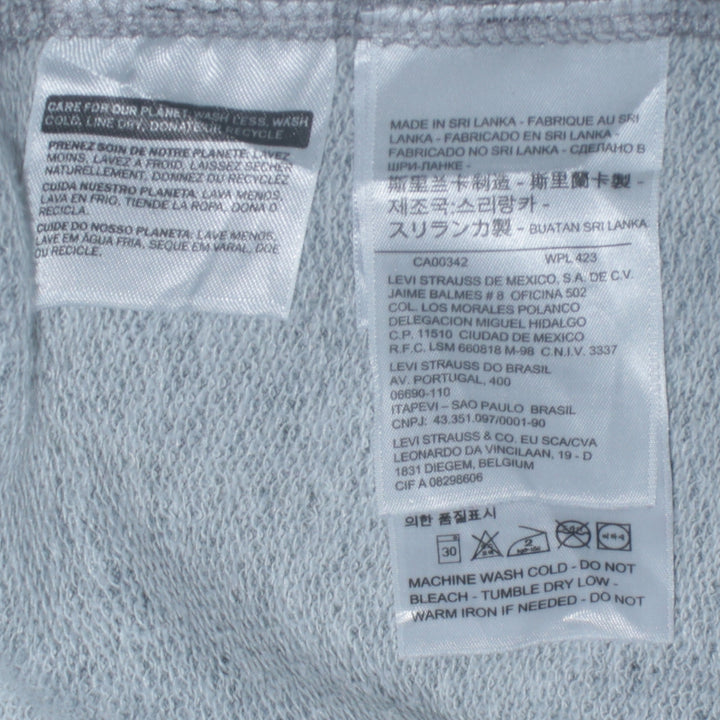 CARE FOR OUR PLANET: WASH LESS, WASH
COLD, LINE DRY, DONATE OR RECYCLE
PRENEZ SOIN DE NOTRE PLANETE: LAVEZ
MOINS, LAVEZ A FROID, LAISSEZ SECHER
NATURELLEMENT, DONNEZ OU RECYCLEZ
CUIDA NUESTRO PLANETA: LAVA MENOS,
LAVA EN FRIO, TIENDE LA ROPA, DONA O
RECICLA.
CUIDE DO NOSSO PLANETA: LAVE MENOS,
LAVE EM ÁGUA FRIA, SEQUE EM VARAL, DOE
OU RECICLE.
MADE IN SRI LANKA - FABRIQUE AU SRI
LANKA - FABRICADO EN SRI LANKA -
FABRICADO NO SRI LANKA - СДЕЛАНО В
ШРИ-ЛАНКЕ -
斯里兰卡制造 - 斯里蘭卡製 -
제조국:스리랑카 -
スリランカ製 - BUATAN SRI LANKA
CA00342 WPL 423
LEVI STRAUSS DE MEXICO, S.A. DE C.V.
JAIME BALMES # 8 OFICINA 502
COL. LOS MORALES POLANCO
DELEGACION MIGUEL HIDALGO
C.P. 11510 CIUDAD DE MEXICO
R.F.C. LSM 660818 M-98 C.N.I.V. 3337
LEVI STRAUSS DO BRASIL
AV. PORTUGAL, 400
06690-110
ITAPEVI - SAO PAULO BRASIL
CNPJ: 43.351.097/0001-90
LEVI STRAUSS & CO. EU SCA/CVA
LEONARDO DA VINCILAAN, 19 - D
1831 DIEGEM, BELGIUM
CIF A 08298606
의한 품질표시
30 2
MACHINE WASH COLD - DO NOT
BLEACH - TUMBLE DRY LOW -
WARM IRON IF NEEDED - DO NOT